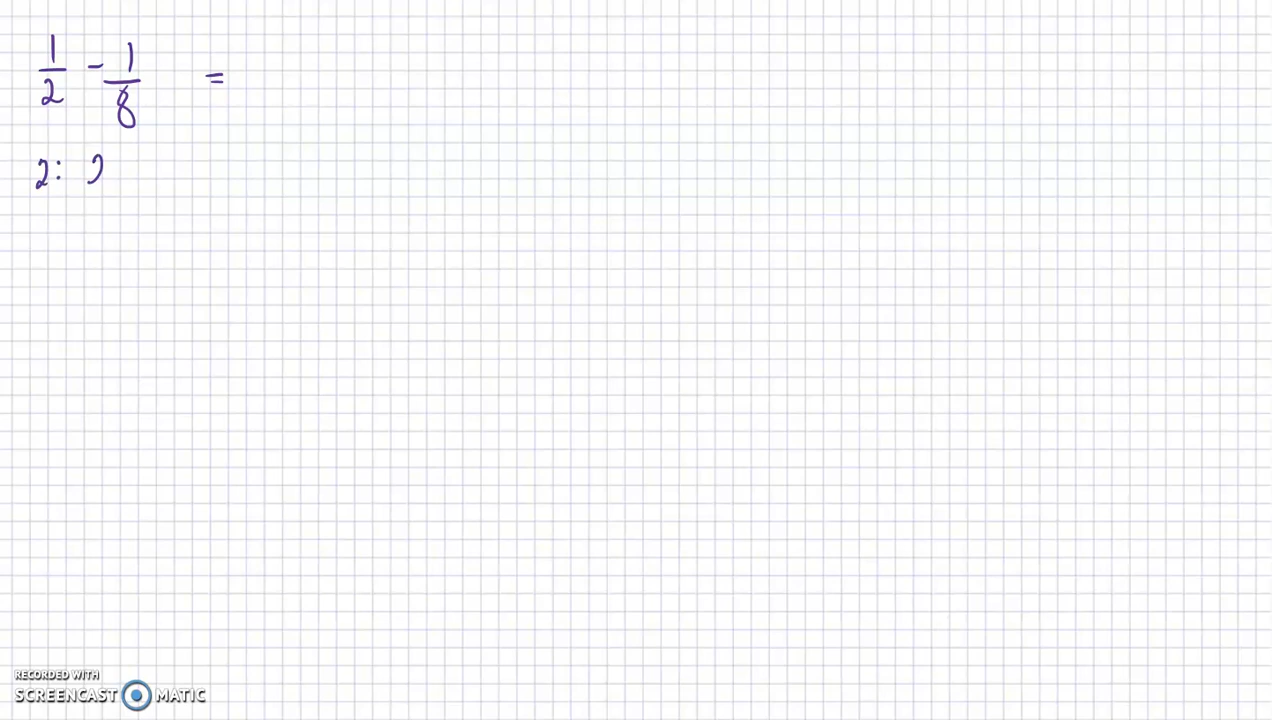 1/2 - 1/8 =
2: 2
RECORDED WITH
SCREENCAST MATIC